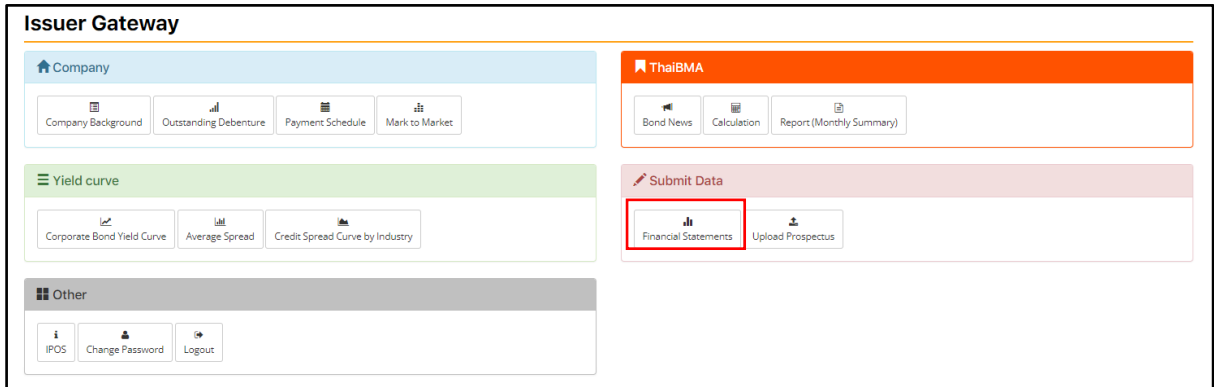 Issuer Gateway
Company
Company Background
Outstanding Debenture
Payment Schedule
Mark to Market
ThaiBMA
Bond News
Calculation
Report (Monthly Summary)
Yield curve
Corporate Bond Yield Curve
Average Spread
Credit Spread Curve by Industry
Submit Data
Financial Statements
Upload Prospectus
Other
IPOS
Change Password
Logout